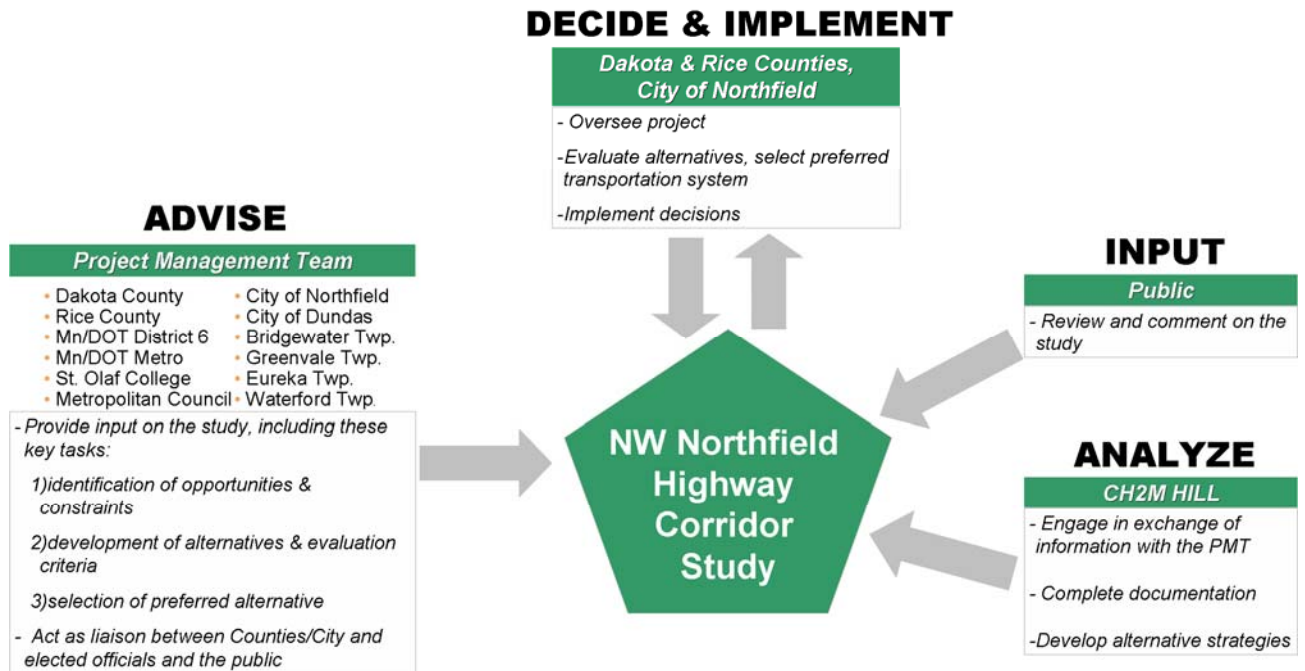 DECIDE & IMPLEMENT
Dakota & Rice Counties,
City of Northfield
- Oversee project
-Evaluate alternatives, select preferred
transportation system
-Implement decisions
ADVISE
Project Management Team
• Dakota County
• Rice County
• Mn/DOT District 6
• Mn/DOT Metro
• St. Olaf College
• Metropolitan Council
• City of Northfield
• City of Dundas
• Bridgewater Twp.
• Greenvale Twp.
• Eureka Twp.
• Waterford Twp.
- Provide input on the study, including these
key tasks:
1)identification of opportunities &
constraints
2)development of alternatives & evaluation
criteria
3)selection of preferred alternative
- Act as liaison between Counties/City and
elected officials and the public
NW Northfield
Highway
Corridor
Study
INPUT
Public
- Review and comment on the
study
ANALYZE
CH2M HILL
- Engage in exchange of
information with the PMT
- Complete documentation
-Develop alternative strategies